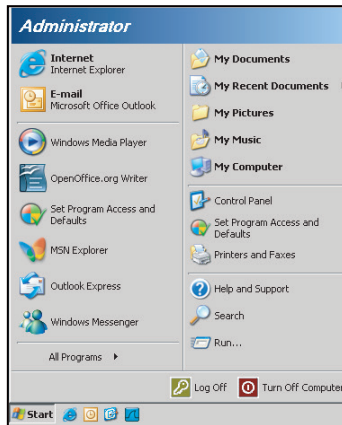 Administrator
Internet
Internet Explorer
E-mail
Microsoft Office Outlook
Windows Media Player
OpenOffice.org Writer
Set Program Access and
Defaults
MSN Explorer
Outlook Express
Windows Messenger
All Programs
My Documents
My Recent Documents
My Pictures
My Music
My Computer
Control Panel
Set Program Access and
Defaults
Printers and Faxes
Help and Support
Search
Run...
Log Off
Turn Off Computer
Start